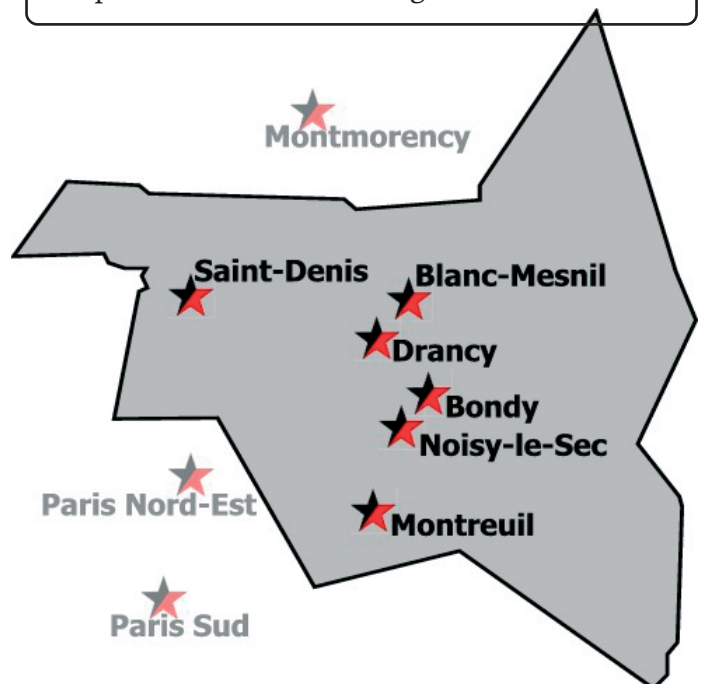 Montmorency
Saint-Denis
Blanc-Mesnil
Drancy
Bondy
Noisy-le-Sec
Paris Nord-Est
Montreuil
Paris Sud